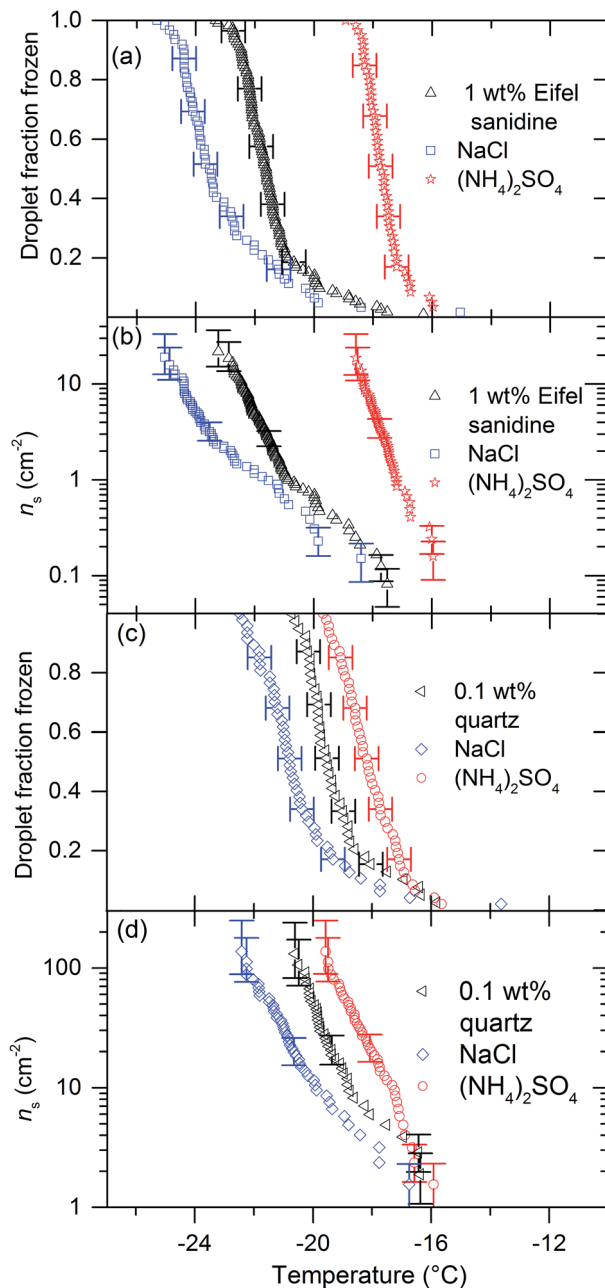 1.0
(a)
0.8
0.6
0.4
0.2
Droplet fraction frozen
1 wt% Eifel
sanidine
NaCl
(NH₄)₂SO₄
(b)
10
1
0.1
nₛ (cm⁻²)
1 wt% Eifel
sanidine
NaCl
(NH₄)₂SO₄
(c)
0.8
0.6
0.4
0.2
Droplet fraction frozen
0.1 wt%
quartz
NaCl
(NH₄)₂SO₄
(d)
100
10
1
nₛ (cm⁻²)
0.1 wt%
quartz
NaCl
(NH₄)₂SO₄
-24 -20 -16 -12
Temperature (°C)